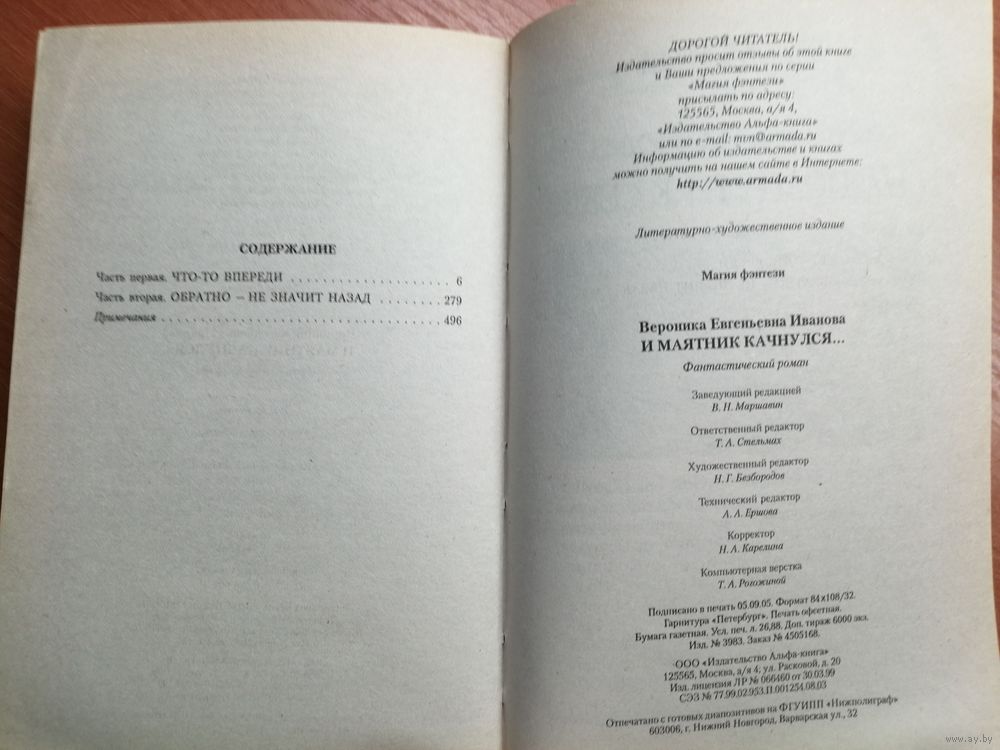 СОДЕРЖАНИЕ
Часть первая. ЧТО-ТО ВПЕРЕДИ . . . . . . . . . . . . . . . . . . . . . . 6
Часть вторая. ОБРАТНО – НЕ ЗНАЧИТ НАЗАД . . . . . . . . 279
Примечания . . . . . . . . . . . . . . . . . . . . . . . . . . . . . . . . . . . . . . 496
ДОРОГОЙ ЧИТАТЕЛЬ!
Издательство просит отзывы об этой книге
и Ваши предложения по серии
«Магия фэнтези»
присылать по адресу:
125565, Москва, а/я 4,
«Издательство Альфа-книга»
или по e-mail: mvn@armada.ru
Информацию об издательстве и книгах
можно получить на нашем сайте в Интернете:
http://www.armada.ru
Литературно-художественное издание
Магия фэнтези
Вероника Евгеньевна Иванова
И МАЯТНИК КАЧНУЛСЯ...
Фантастический роман
Заведующий редакцией
В. Н. Маршавин
Ответственный редактор
Т. А. Стельмах
Художественный редактор
Н. Г. Безбородов
Технический редактор
А. А. Ершова
Корректор
Н. А. Карелина
Компьютерная верстка
Т. А. Рогожиной
Подписано в печать 05.09.05. Формат 84x108/32.
Гарнитура «Петербург». Печать офсетная.
Бумага газетная. Усл. печ. л. 26,88. Доп. тираж 6000 экз.
Изд. № 3983. Заказ № 4505168.
ООО «Издательство Альфа-книга»
125565, Москва, а/я 4; ул. Расковой, д. 20
Изд. лицензия ЛР № 066460 от 30.03.99
СЭЗ № 77.99.02.953.П.001254.08.03
Отпечатано с готовых диапозитивов на ФГУИПП «Нижполиграф»
603006, г. Нижний Новгород, Варварская ул., 32
www.ay.by